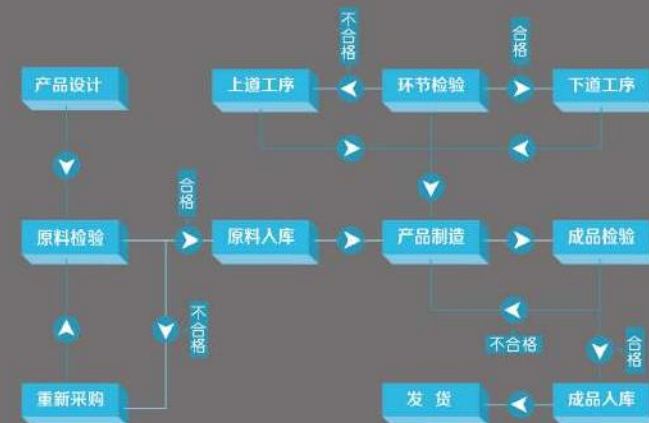 不合格
合格
产品设计
上道工序
环节检验
下道工序
合格
原料检验
原料入库
产品制造
成品检验
不合格
不合格
合格
重新采购
发 货
成品入库